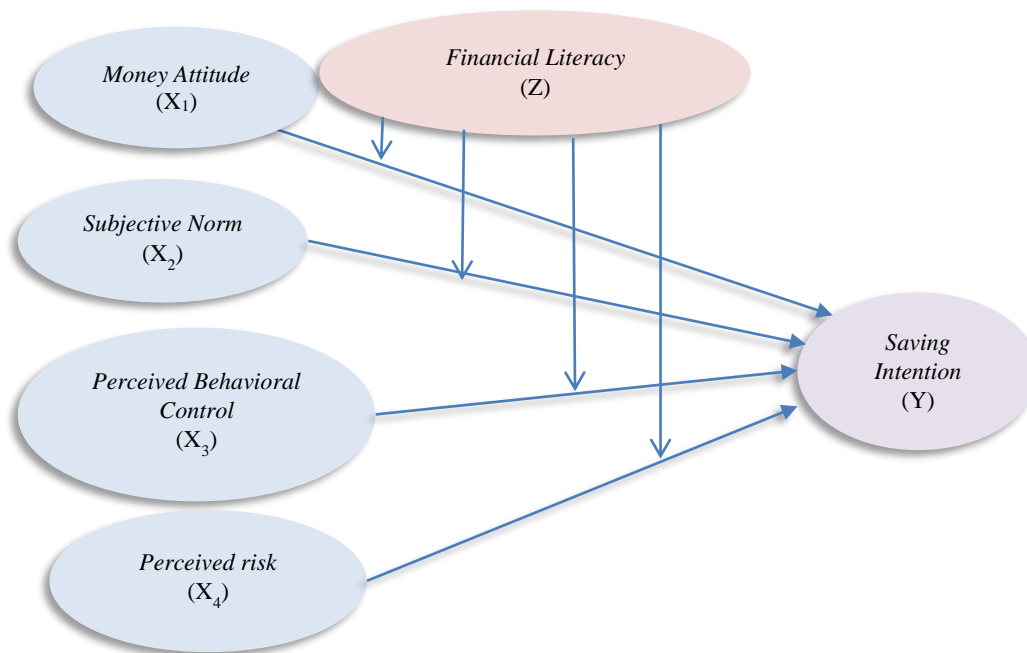 Money Attitude
(X₁)
Financial Literacy
(Z)
Subjective Norm
(X₂)
Perceived Behavioral
Control
(X₃)
Saving
Intention
(Y)
Perceived risk
(X₄)